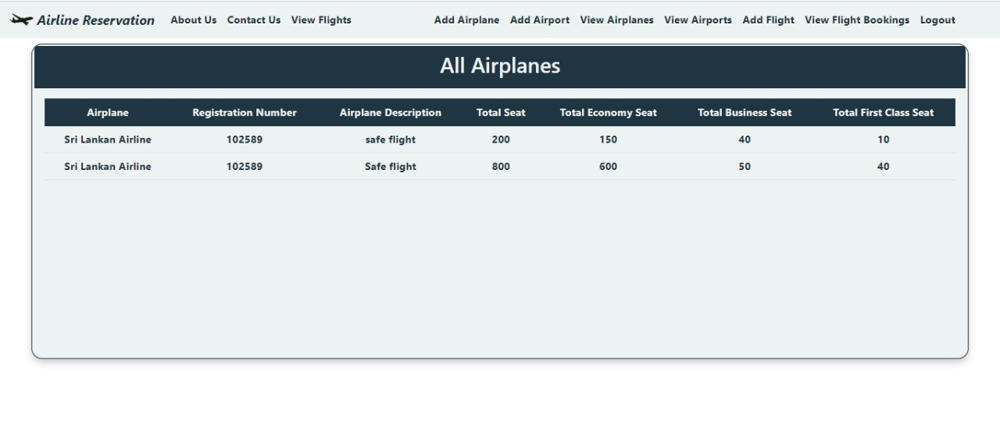 Airline Reservation About Us Contact Us View Flights Add Airplane Add Airport View Airplanes View Airports Add Flight View Flight Bookings Logout
All Airplanes
Airplane Registration Number Airplane Description Total Seat Total Economy Seat Total Business Seat Total First Class Seat
Sri Lankan Airline 102589 safe flight 200 150 40 10
Sri Lankan Airline 102589 Safe flight 800 600 50 40